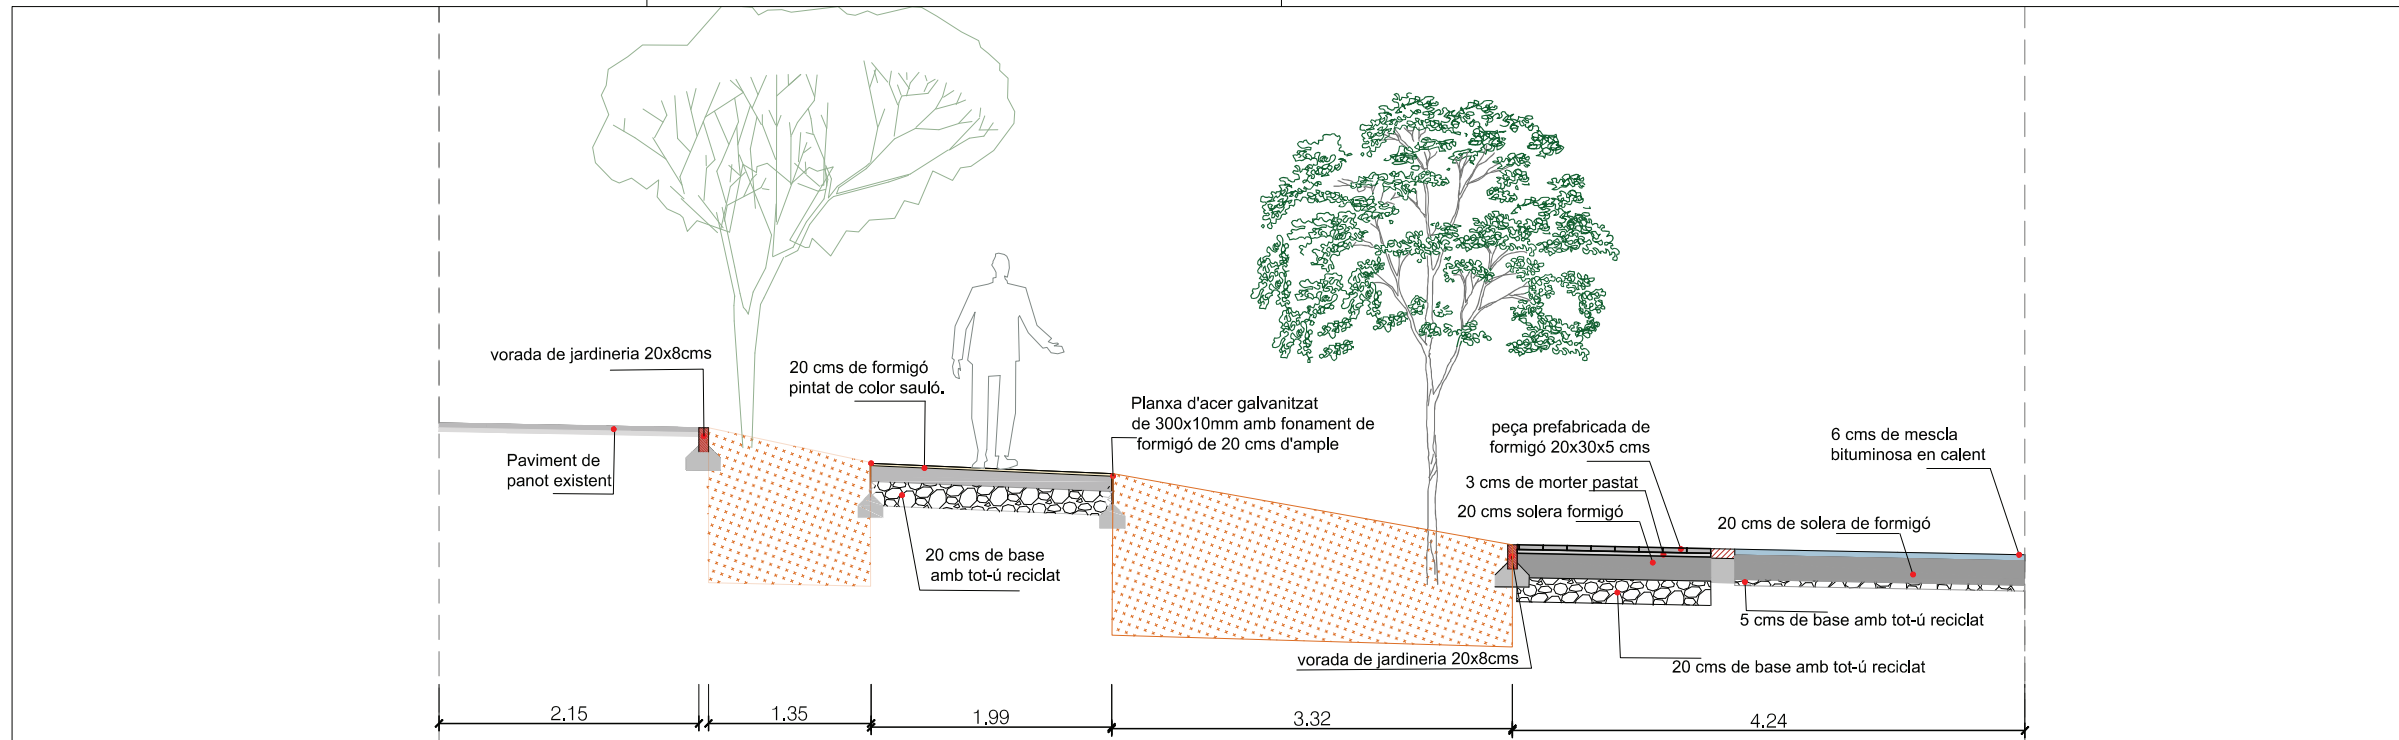 vorada de jardineria 20x8cms
20 cms de formigó
pintat de color sauló.
Planxa d'acer galvanitzat
de 300x10mm amb fonament de
formigó de 20 cms d'ample
peça prefabricada de
formigó 20x30x5 cms
6 cms de mescla
bituminosa en calent
Paviment de
panot existent
3 cms de morter pastat
20 cms solera formigó
20 cms de solera de formigó
20 cms de base
amb tot-ú reciclat
5 cms de base amb tot-ú reciclat
vorada de jardineria 20x8cms
20 cms de base amb tot-ú reciclat
2.15
1.35
1.99
3.32
4.24